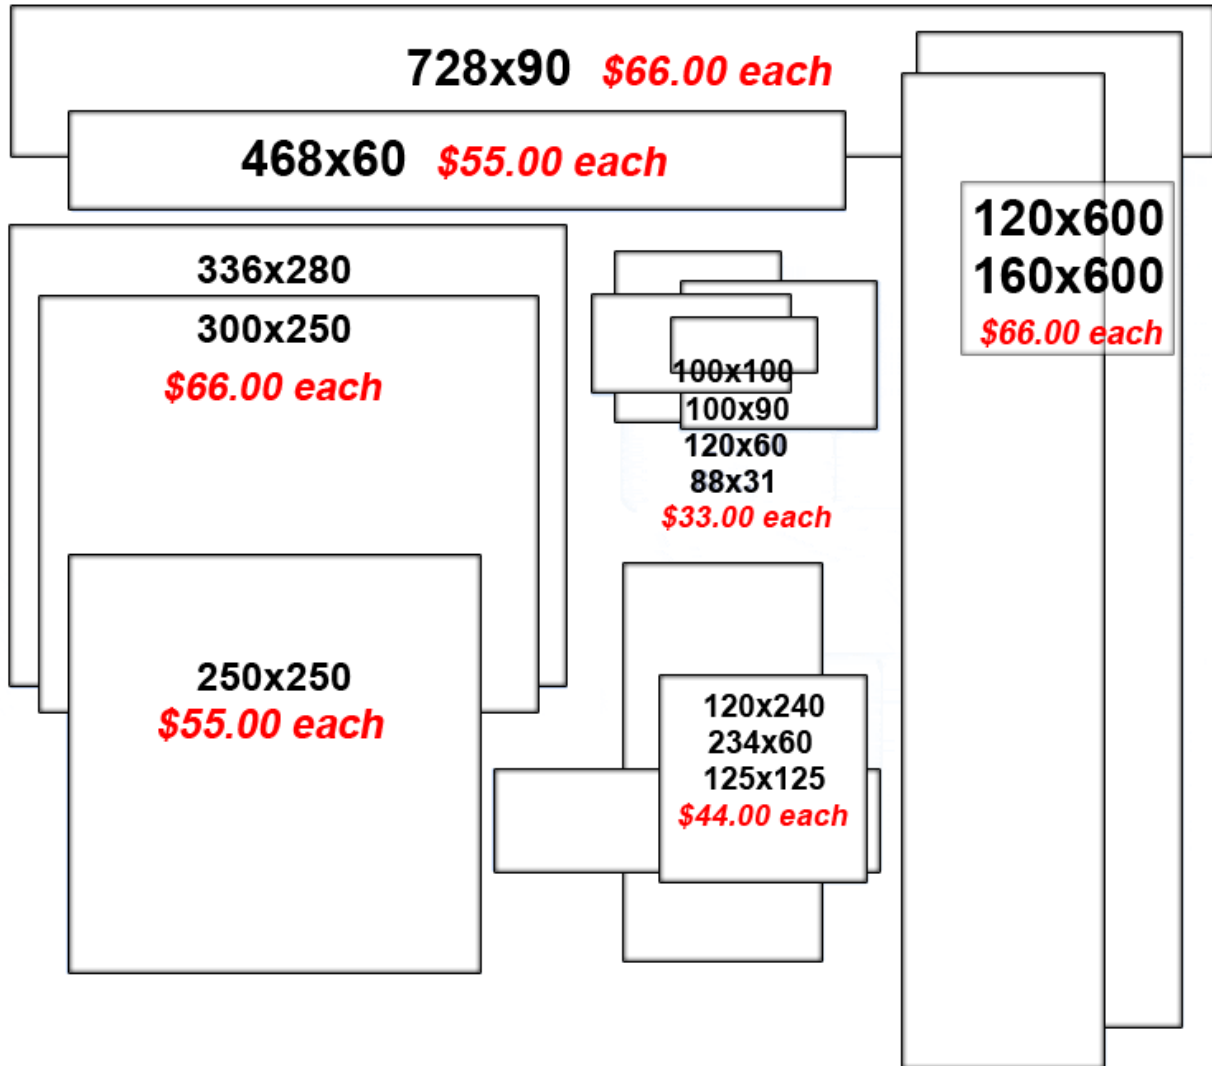 728x90 $66.00 each
468x60 $55.00 each
120x600
160x600
$66.00 each
336x280
300x250
$66.00 each
100x100
100x90
120x60
88x31
$33.00 each
250x250
$55.00 each
120x240
234x60
125x125
$44.00 each